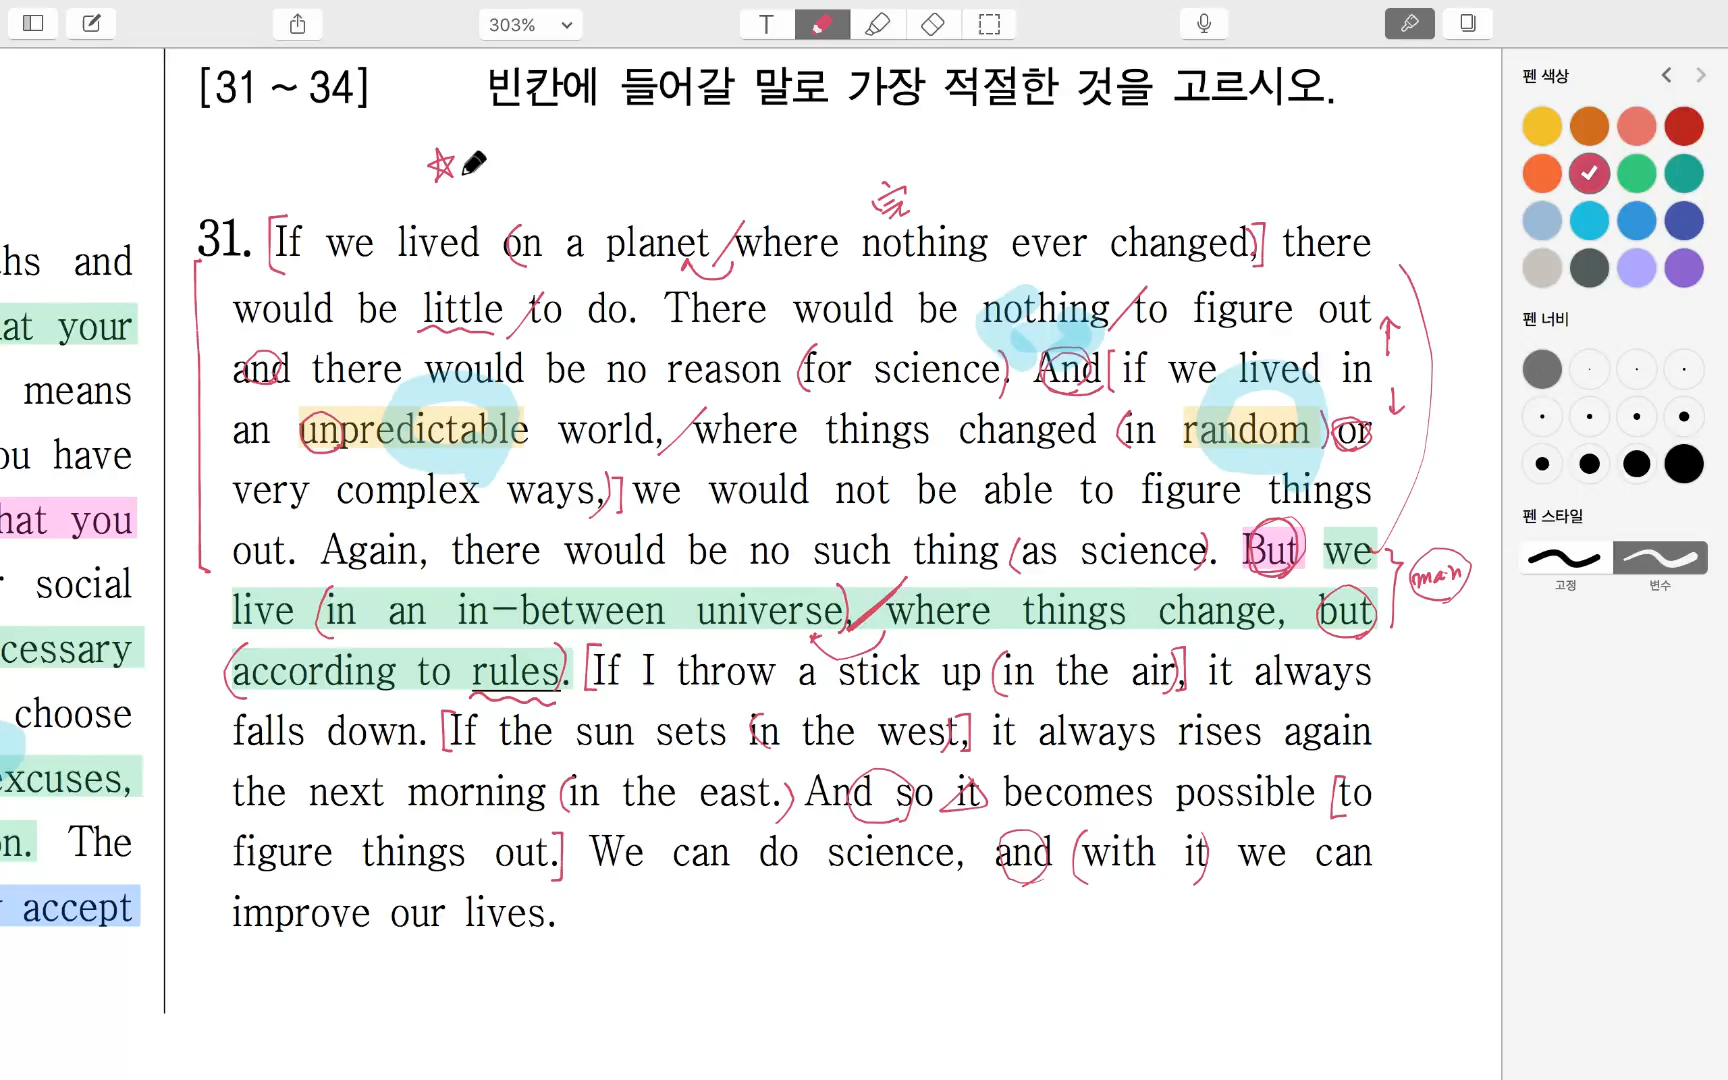 303%
T
펜 색상
펜 너비
펜 스타일
고정
변수
ths and
at your
means
ou have
hat you
social
cessary
choose
excuses,
on. The
accept
[31 ~ 34] 빈칸에 들어갈 말로 가장 적절한 것을 고르시오.
31. If we lived on a planet where nothing ever changed, there
would be little to do. There would be nothing to figure out
and there would be no reason for science. And if we lived in
an unpredictable world, where things changed in random or
very complex ways, we would not be able to figure things
out. Again, there would be no such thing as science. But we
live in an in-between universe, where things change, but
according to rules. If I throw a stick up in the air, it always
falls down. If the sun sets in the west, it always rises again
the next morning in the east. And so it becomes possible to
figure things out. We can do science, and with it we can
improve our lives.
main